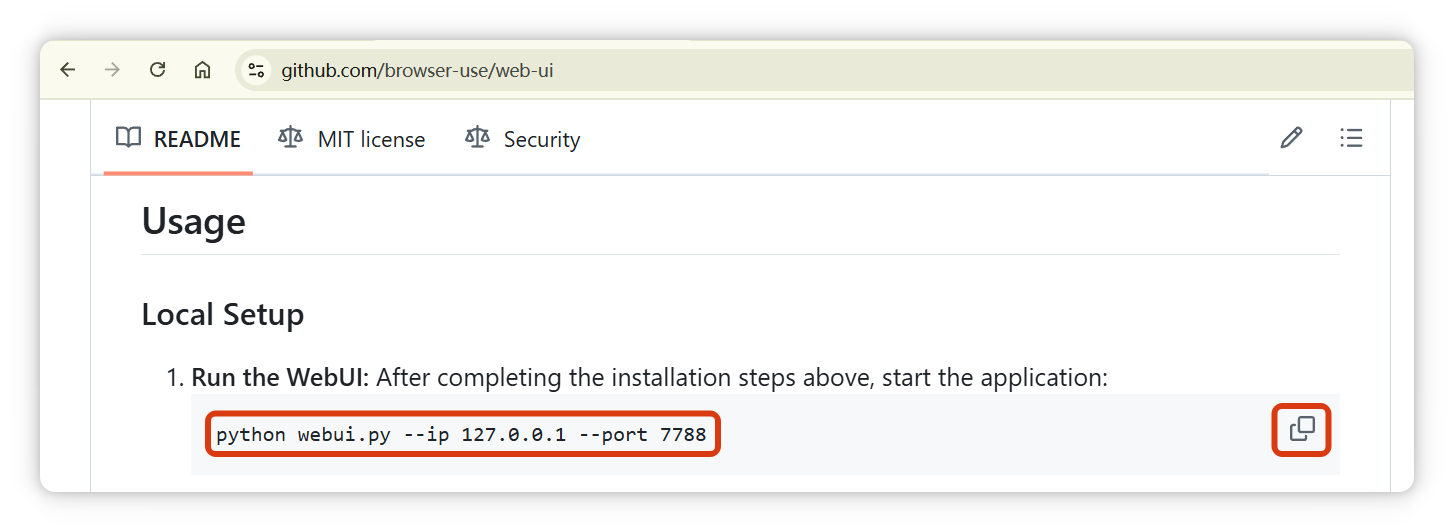 github.com/browser-use/web-ui
README MIT license Security
Usage
Local Setup
1. Run the WebUI: After completing the installation steps above, start the application:
python webui.py --ip 127.0.0.1 --port 7788